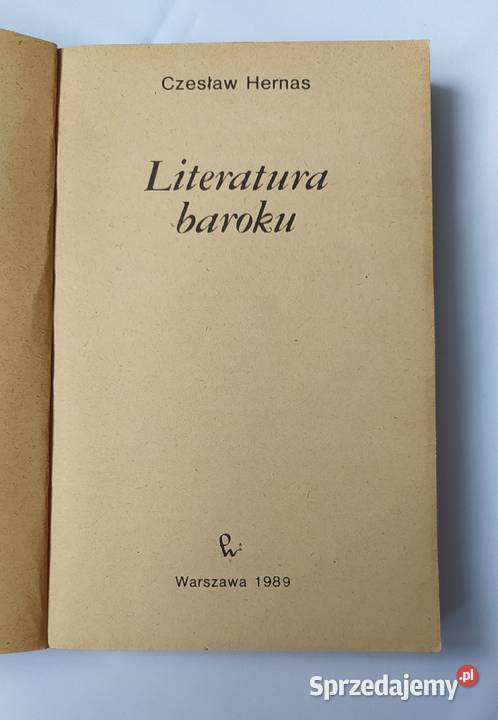 Czesław Hernas
Literatura
baroku
Warszawa 1989
Sprzedajemy.pl